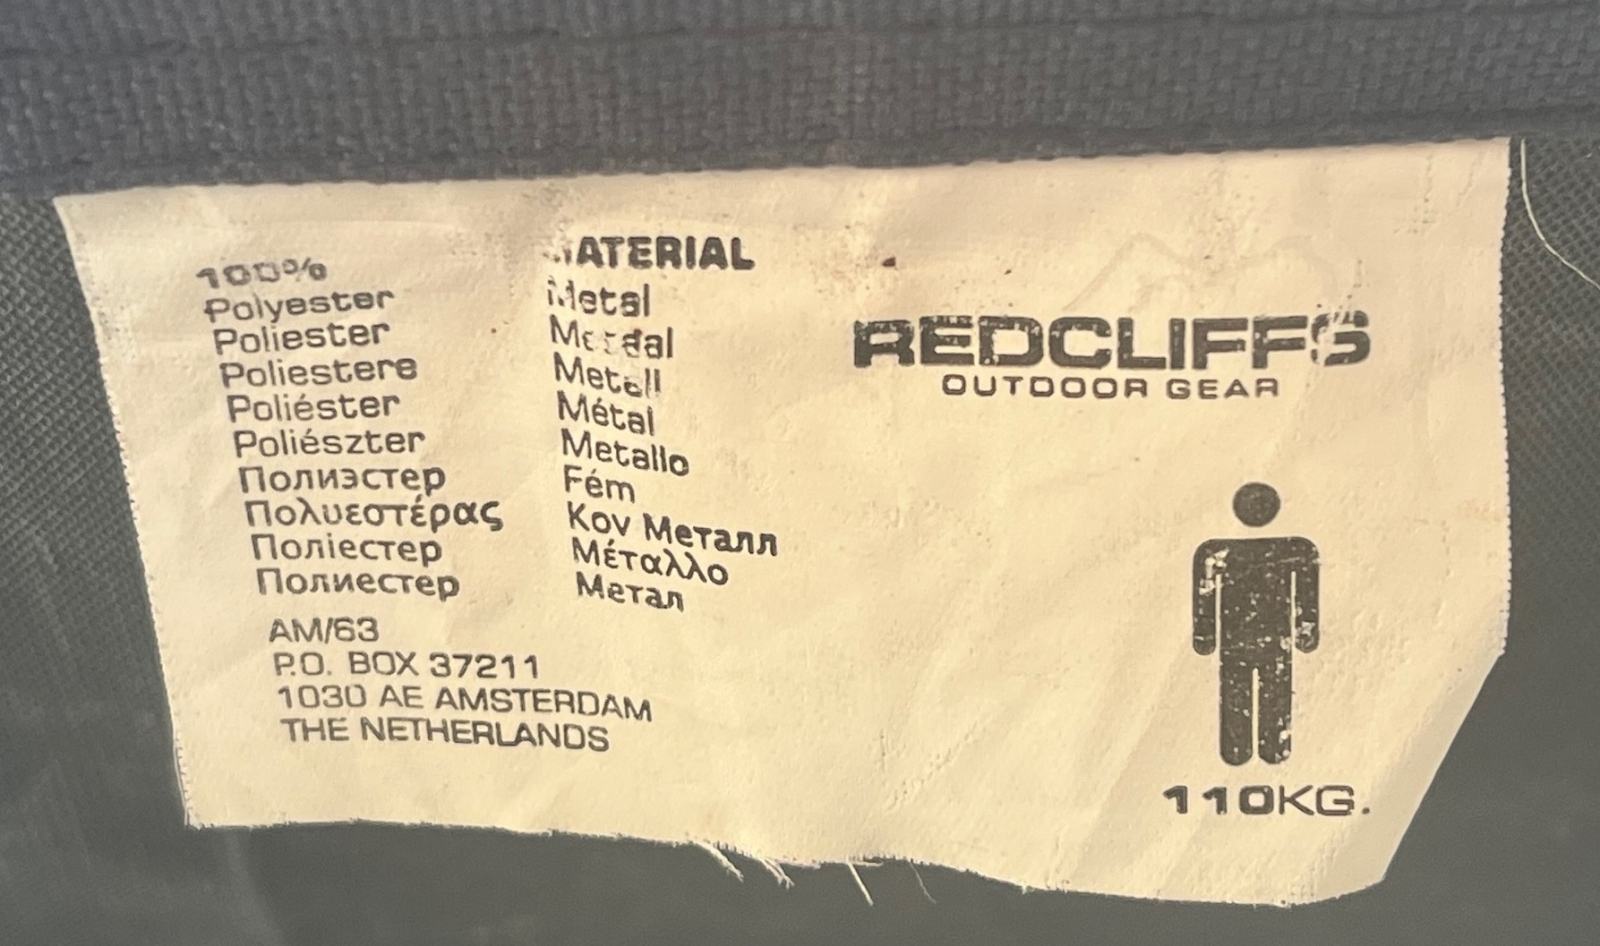 100%
Polyester
Poliester
Poliestere
Poliéster
Poliészter
Полиэстер
Πολυεστέρας
Поліестер
Полиестер
AM/63
P.O. BOX 37211
1030 AE AMSTERDAM
THE NETHERLANDS
MATERIAL
Metal
Metall
Métal
Metallo
Fém
Κον Металл
Μέταλλο
Метал
REDCLIFFS
OUTDOOR GEAR
110KG.